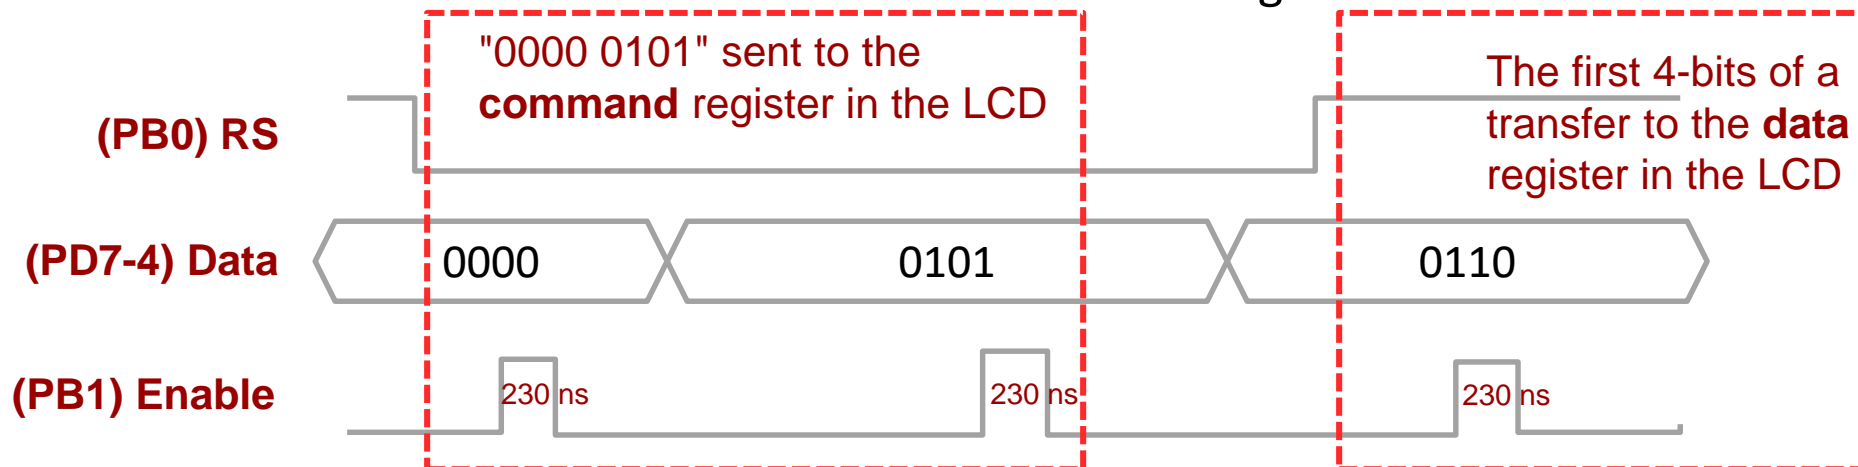 "0000 0101" sent to the
command register in the LCD
The first 4-bits of a
transfer to the data
register in the LCD
(PB0) RS
(PD7-4) Data
0000
0101
0110
(PB1) Enable
230 ns
230 ns
230 ns